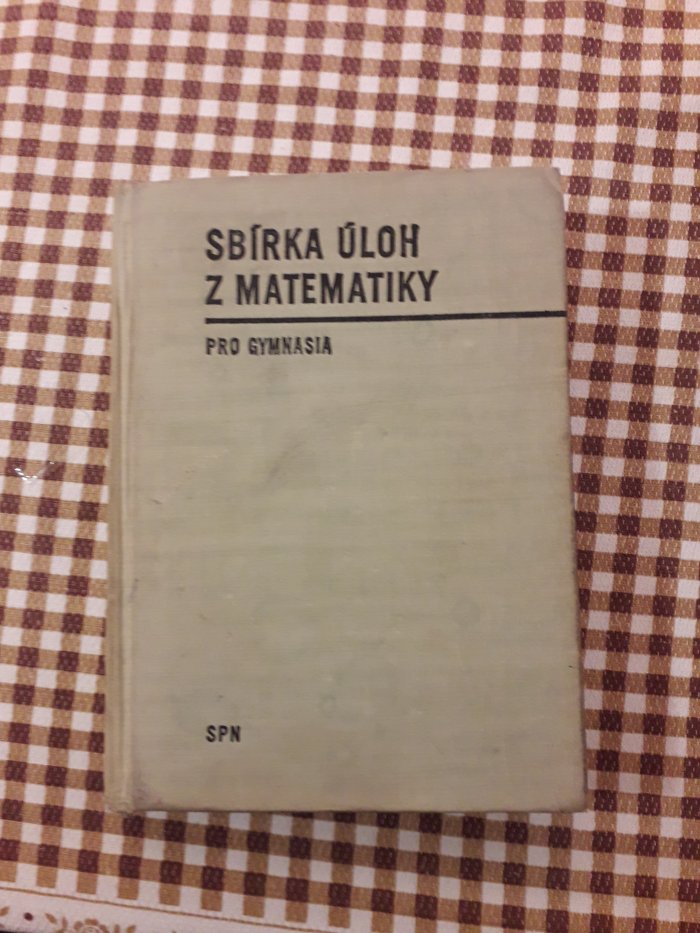 SBÍRKA ÚLOH
Z MATEMATIKY
PRO GYMNASIA
SPN